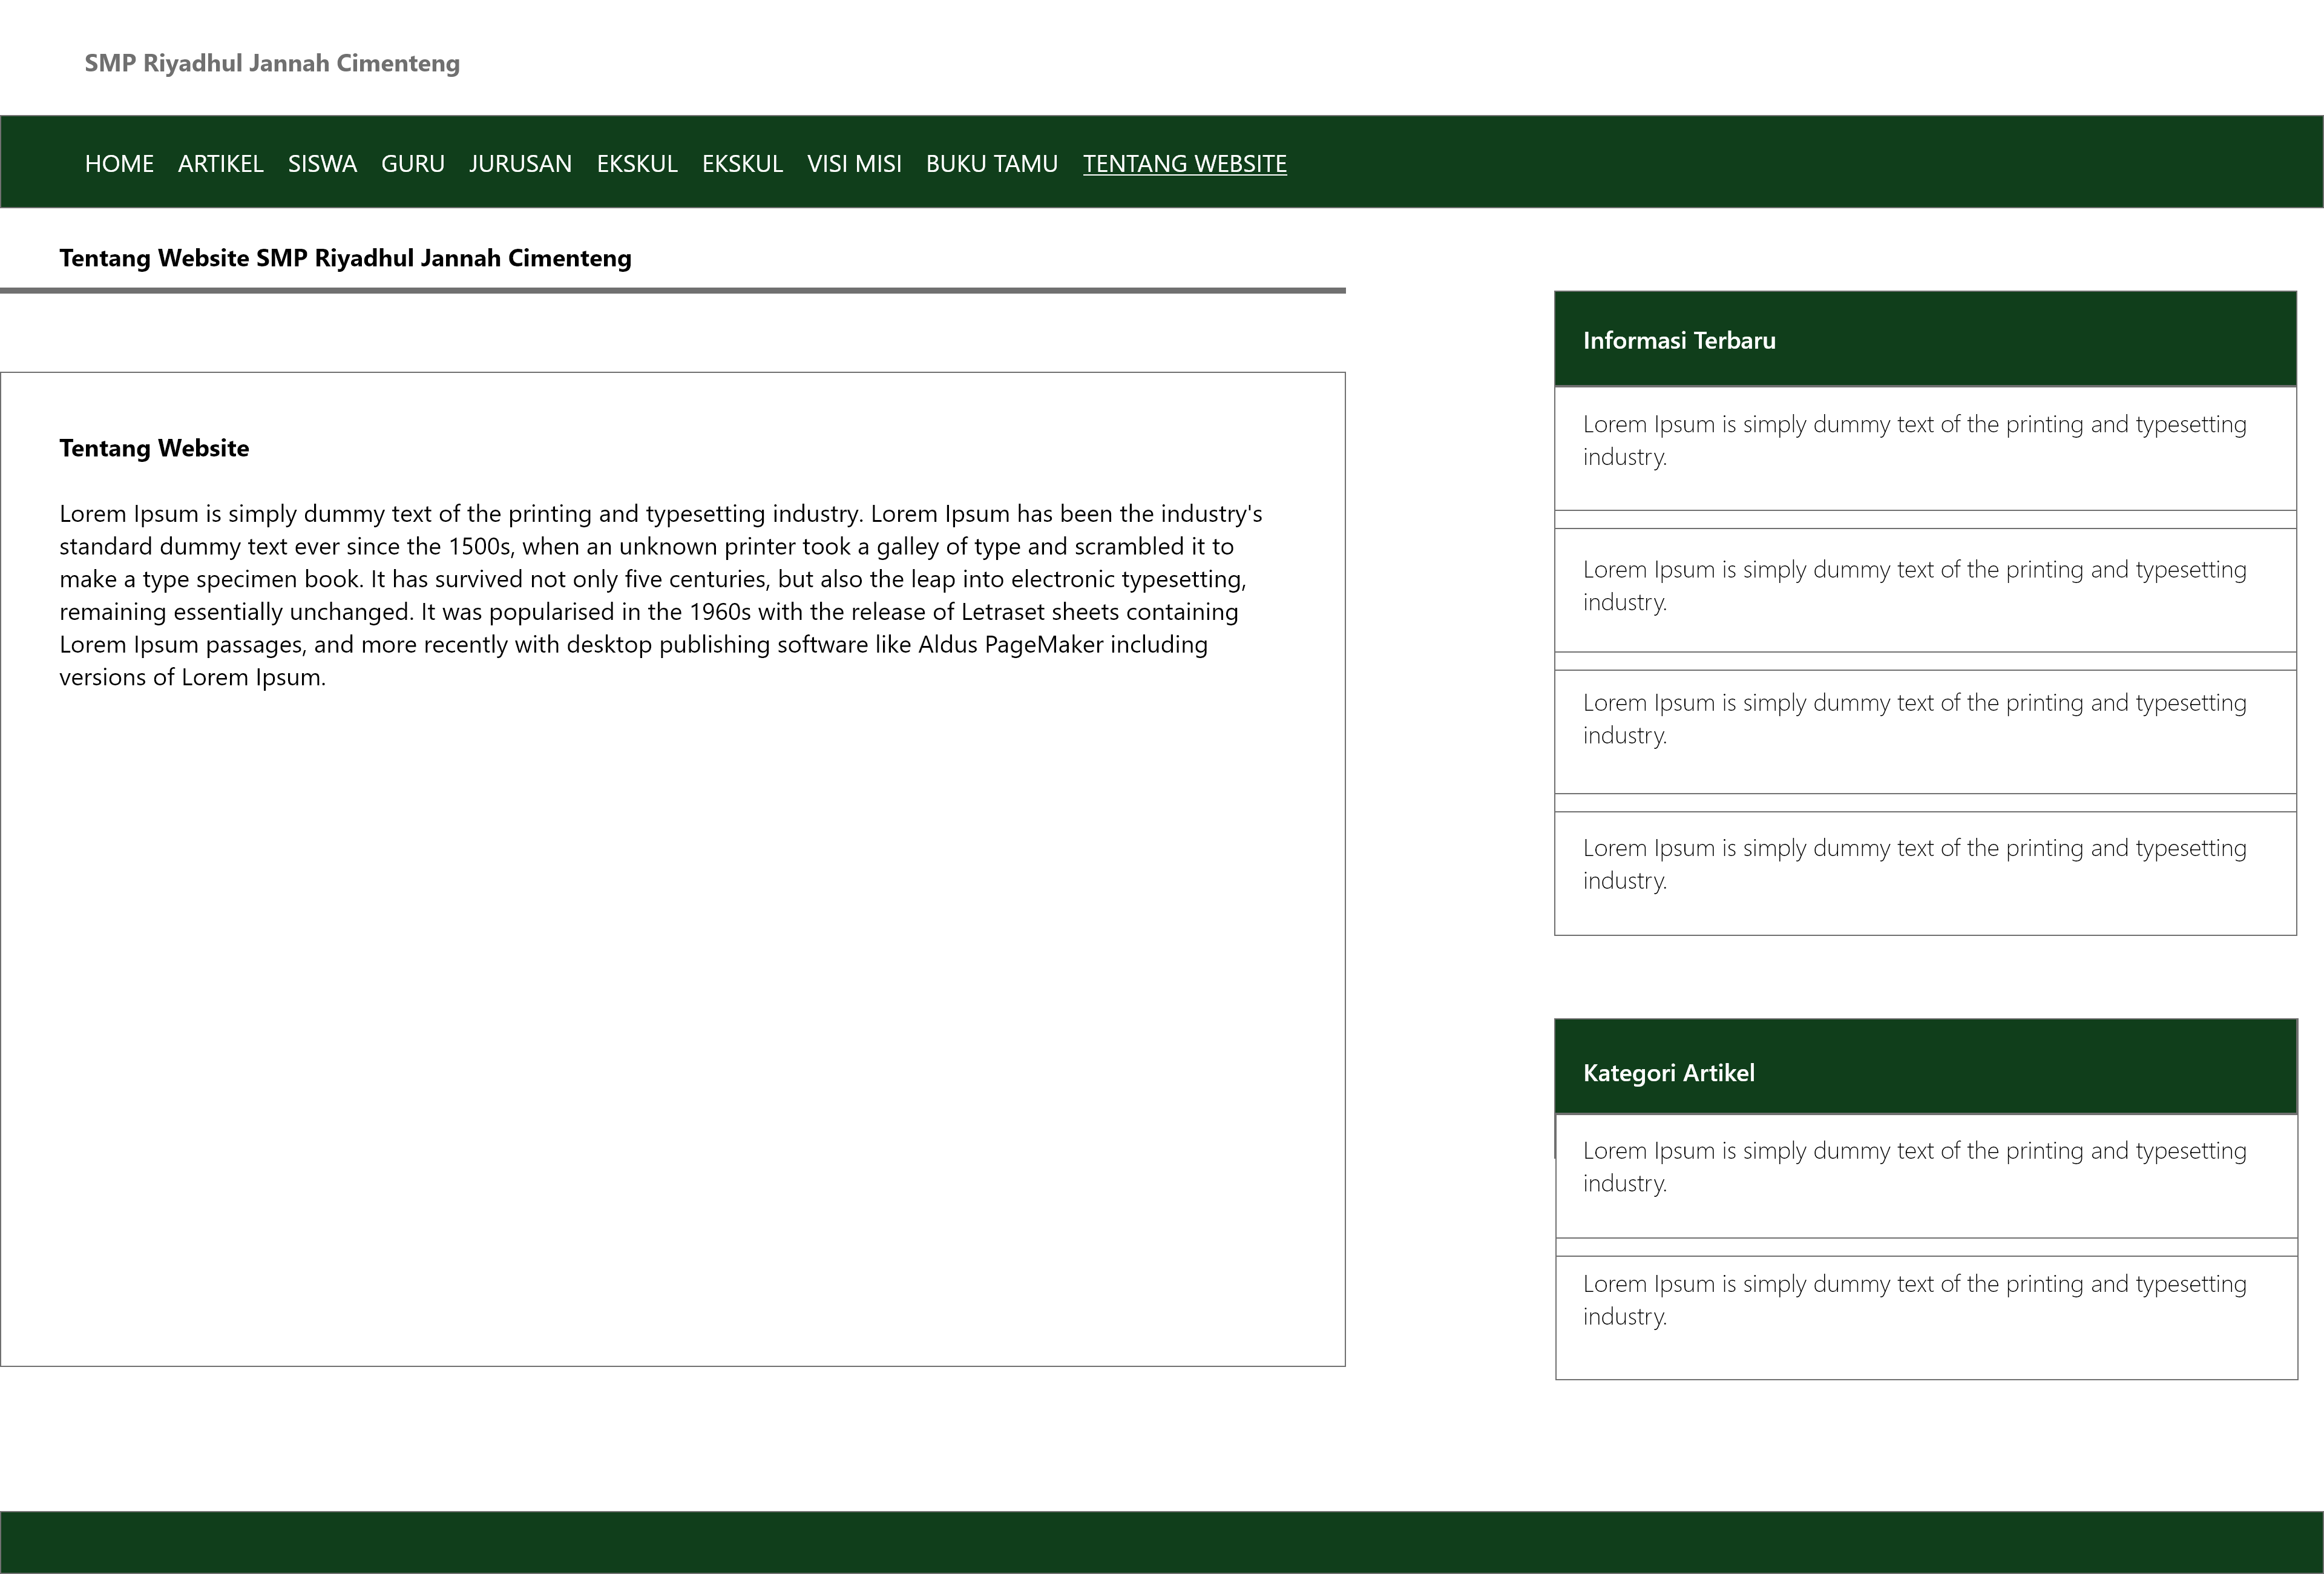 SMP Riyadhul Jannah Cimenteng
HOME ARTIKEL SISWA GURU JURUSAN EKSKUL EKSKUL VISI MISI BUKU TAMU TENTANG WEBSITE
Tentang Website SMP Riyadhul Jannah Cimenteng
Tentang Website
Lorem Ipsum is simply dummy text of the printing and typesetting industry. Lorem Ipsum has been the industry's
standard dummy text ever since the 1500s, when an unknown printer took a galley of type and scrambled it to
make a type specimen book. It has survived not only five centuries, but also the leap into electronic typesetting,
remaining essentially unchanged. It was popularised in the 1960s with the release of Letraset sheets containing
Lorem Ipsum passages, and more recently with desktop publishing software like Aldus PageMaker including
versions of Lorem Ipsum.
Informasi Terbaru
Lorem Ipsum is simply dummy text of the printing and typesetting
industry.
Lorem Ipsum is simply dummy text of the printing and typesetting
industry.
Lorem Ipsum is simply dummy text of the printing and typesetting
industry.
Lorem Ipsum is simply dummy text of the printing and typesetting
industry.
Kategori Artikel
Lorem Ipsum is simply dummy text of the printing and typesetting
industry.
Lorem Ipsum is simply dummy text of the printing and typesetting
industry.